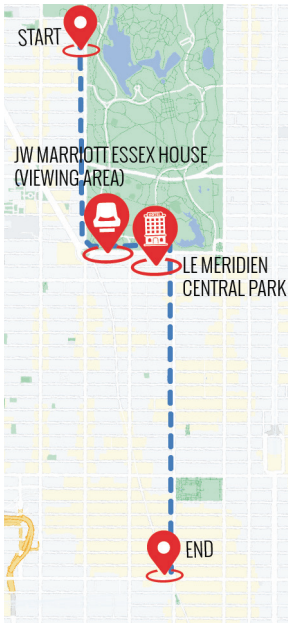 START
JW MARRIOTT ESSEX HOUSE
(VIEWING AREA)
LE MERIDIEN
CENTRAL PARK
END